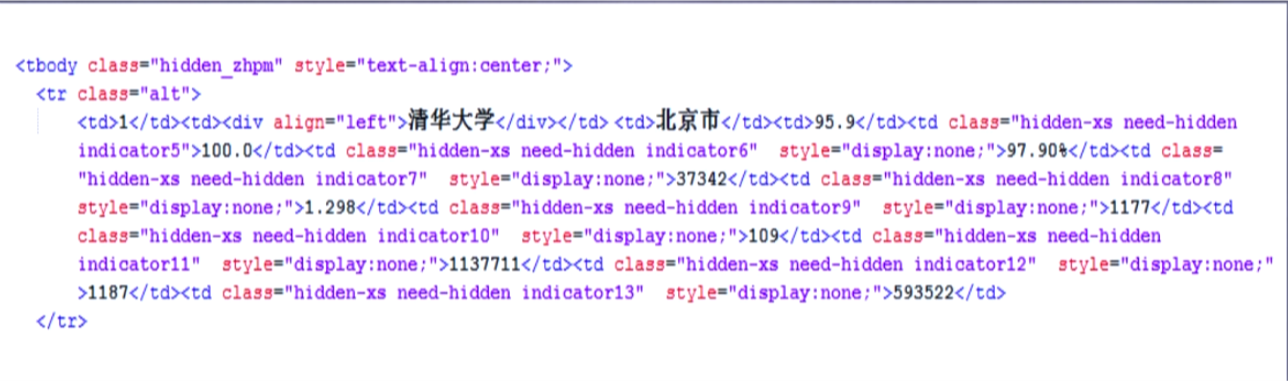 <tbody class="hidden_zhpm" style="text-align:center;">
<tr class="alt">
<td>1</td><td><div align="left">清华大学</div></td> <td>北京市</td><td>95.9</td><td class="hidden-xs need-hidden
indicator5">100.0</td><td class="hidden-xs need-hidden indicator6"  style="display:none;">97.90%</td><td class=
"hidden-xs need-hidden indicator7"  style="display:none;">37342</td><td class="hidden-xs need-hidden indicator8"
style="display:none;">1.298</td><td class="hidden-xs need-hidden indicator9"  style="display:none;">1177</td><td
class="hidden-xs need-hidden indicator10"  style="display:none;">109</td><td class="hidden-xs need-hidden
indicator11"  style="display:none;">1137711</td><td class="hidden-xs need-hidden indicator12"  style="display:none;"
>1187</td><td class="hidden-xs need-hidden indicator13"  style="display:none;">593522</td>
</tr>